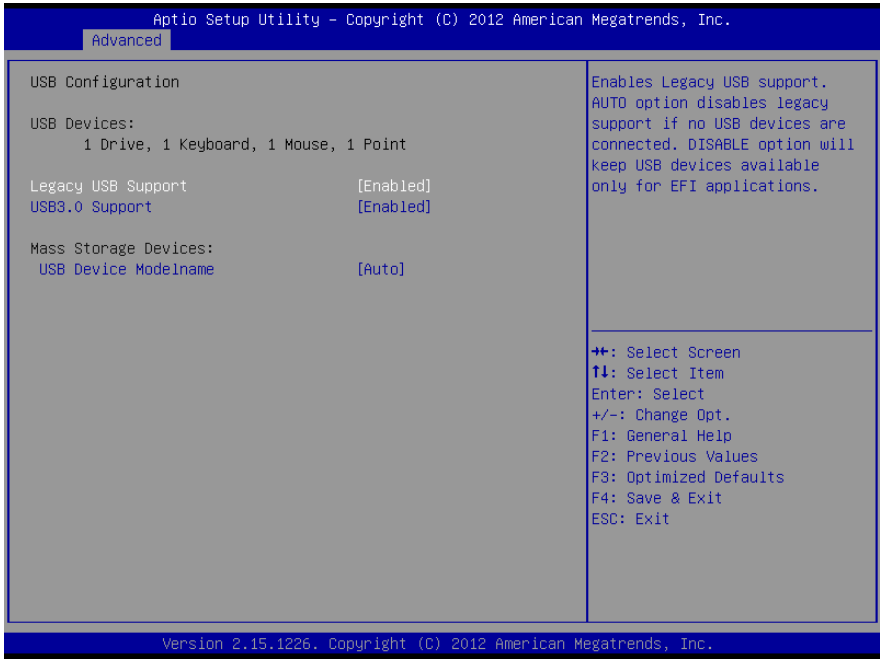 Aptio Setup Utility - Copyright (C) 2012 American Megatrends, Inc.
Advanced
USB Configuration
USB Devices:
1 Drive, 1 Keyboard, 1 Mouse, 1 Point
Legacy USB Support [Enabled]
USB3.0 Support [Enabled]
Mass Storage Devices:
USB Device Modelname [Auto]
Enables Legacy USB support.
AUTO option disables legacy
support if no USB devices are
connected. DISABLE option will
keep USB devices available
only for EFI applications.
→←: Select Screen
↑↓: Select Item
Enter: Select
+/-: Change Opt.
F1: General Help
F2: Previous Values
F3: Optimized Defaults
F4: Save & Exit
ESC: Exit
Version 2.15.1226. Copyright (C) 2012 American Megatrends, Inc.